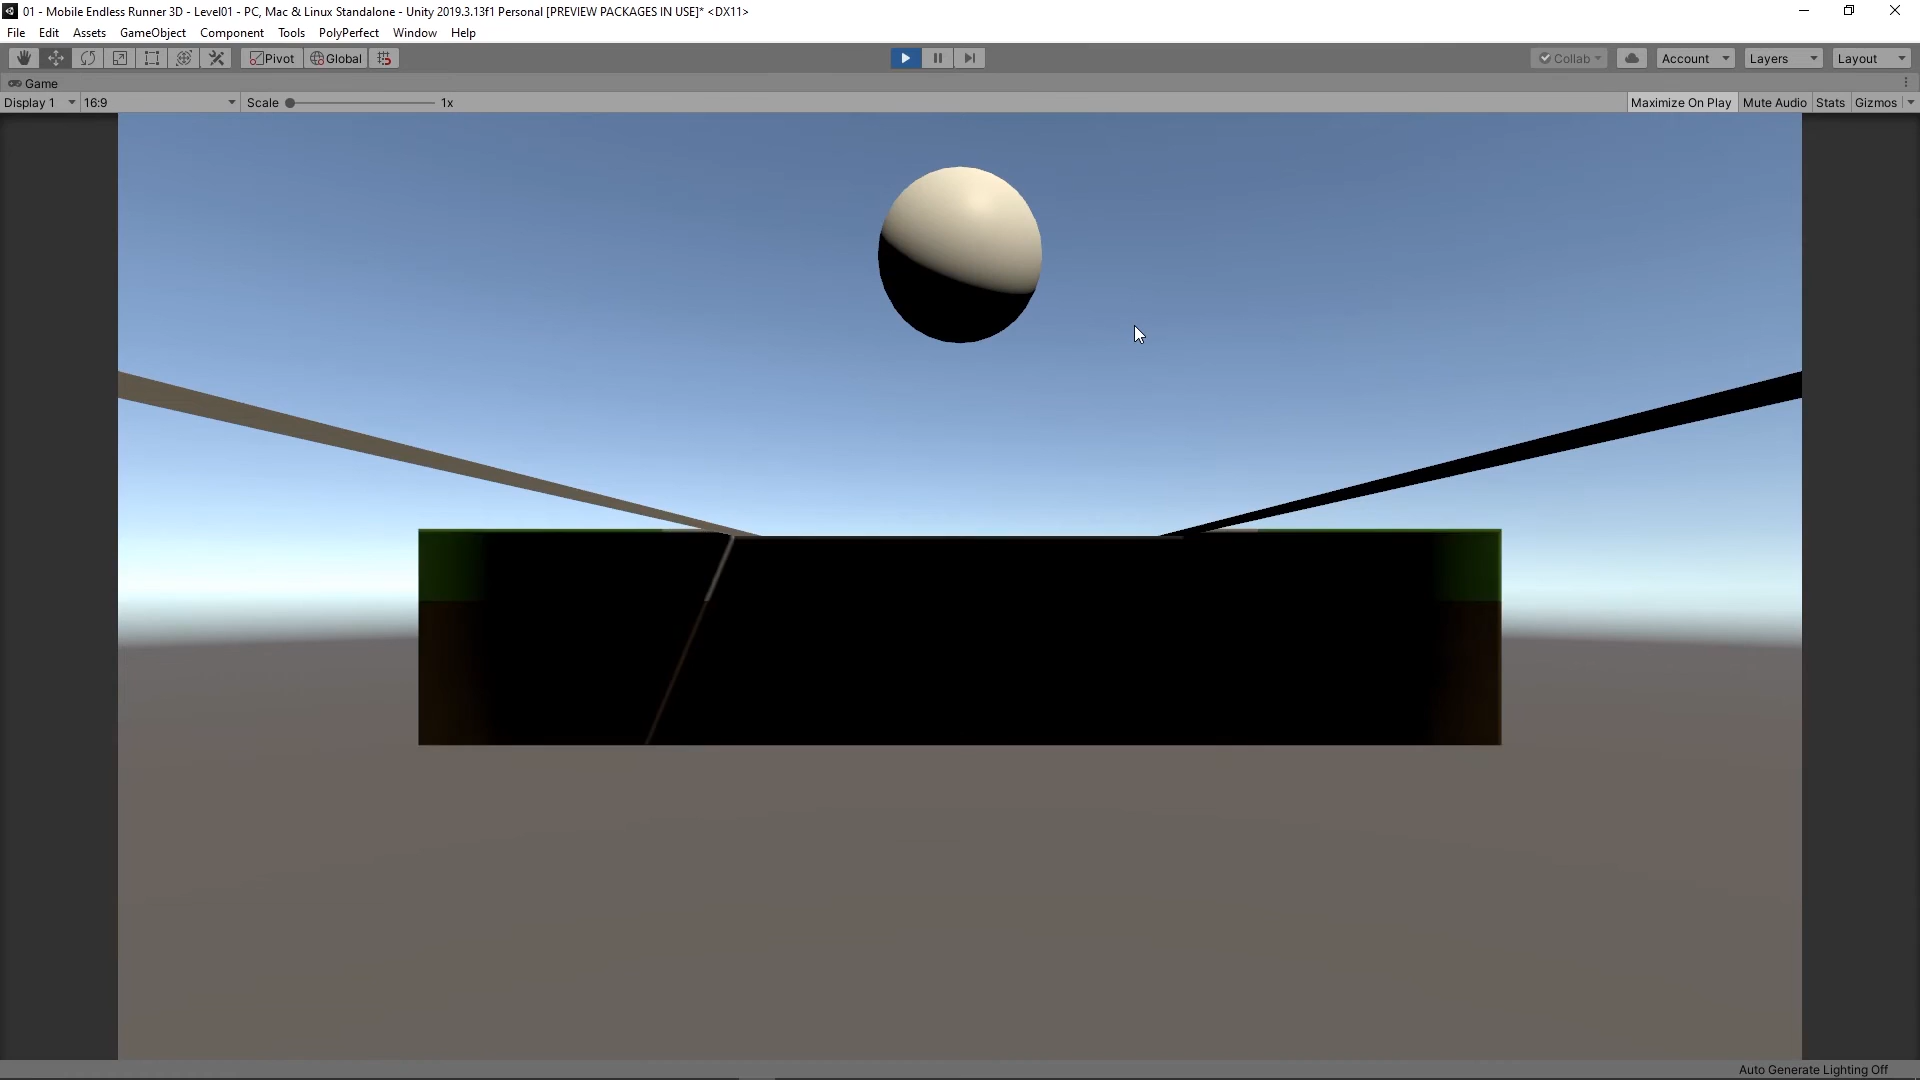 01 - Mobile Endless Runner 3D - Level01 - PC, Mac & Linux Standalone - Unity 2019.3.13f1 Personal [PREVIEW PACKAGES IN USE]* <DX11>
File Edit Assets GameObject Component Tools PolyPerfect Window Help
Pivot Global Collab Account Layers Layout
Game
Display 1 16:9 Scale 1x Maximize On Play Mute Audio Stats Gizmos
Auto Generate Lighting Off